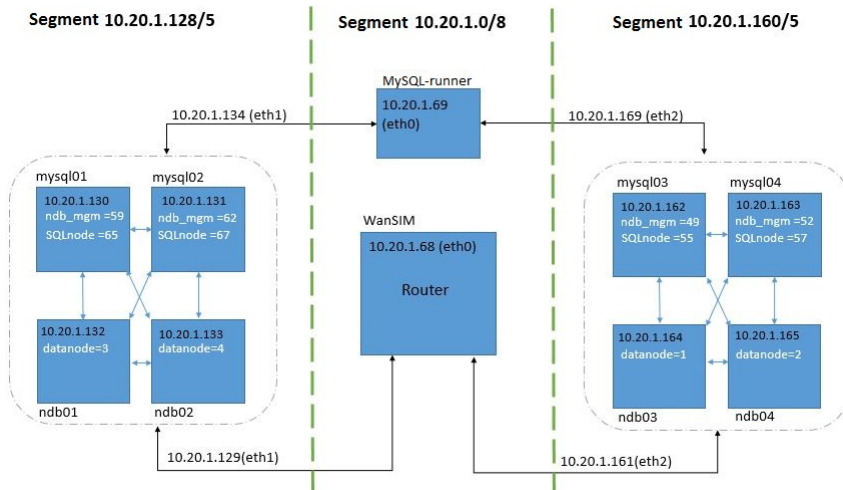 Segment 10.20.1.128/5
Segment 10.20.1.0/8
Segment 10.20.1.160/5
MySQL-runner
10.20.1.69
(eth0)
10.20.1.134 (eth1)
10.20.1.169 (eth2)
mysql01
mysql02
10.20.1.130
ndb_mgm =59
SQLnode =65
10.20.1.131
ndb_mgm =62
SQLnode =67
10.20.1.132
datanode=3
10.20.1.133
datanode=4
ndb01
ndb02
WanSIM
10.20.1.68 (eth0)
Router
mysql03
mysql04
10.20.1.162
ndb_mgm =49
SQLnode =55
10.20.1.163
ndb_mgm =52
SQLnode =57
10.20.1.164
datanode=1
10.20.1.165
datanode=2
ndb03
ndb04
10.20.1.129(eth1)
10.20.1.161(eth2)